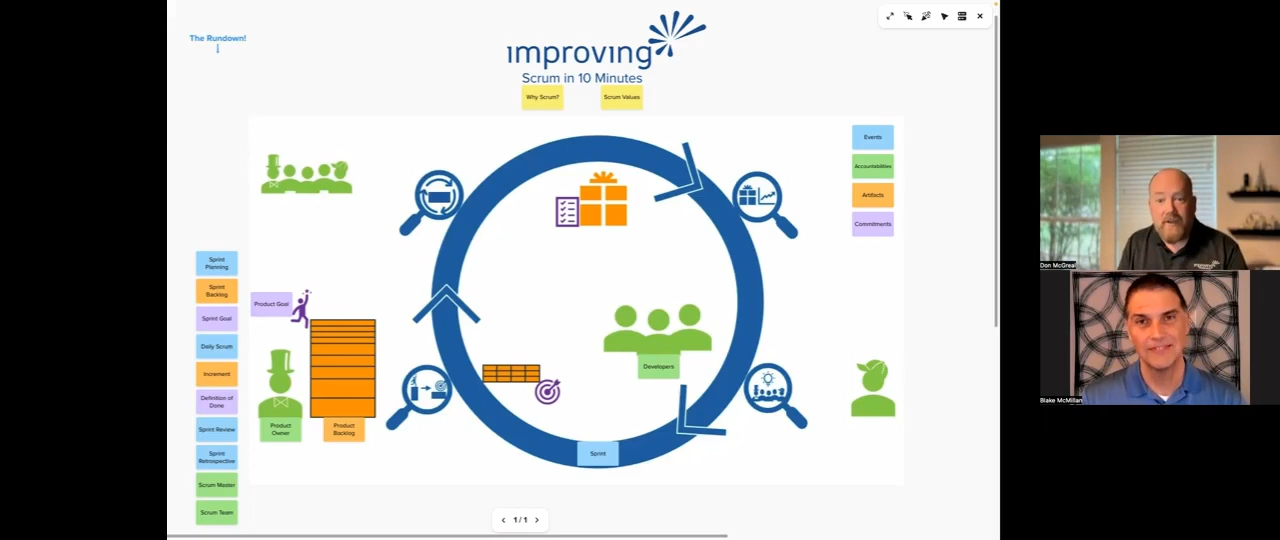 The Rundown!
improving
Scrum in 10 Minutes
Why Scrum?
Scrum Values
Events
Accountabilities
Artifacts
Commitments
Sprint
Planning
Sprint
Backlog
Sprint Goal
Daily Scrum
Increment
Definition of
Done
Sprint Review
Sprint
Retrospective
Scrum Master
Scrum Team
Product Goal
Product
Owner
Product
Backlog
Developers
Sprint
1 / 1
Don McGreal
improving
Blake McMillan